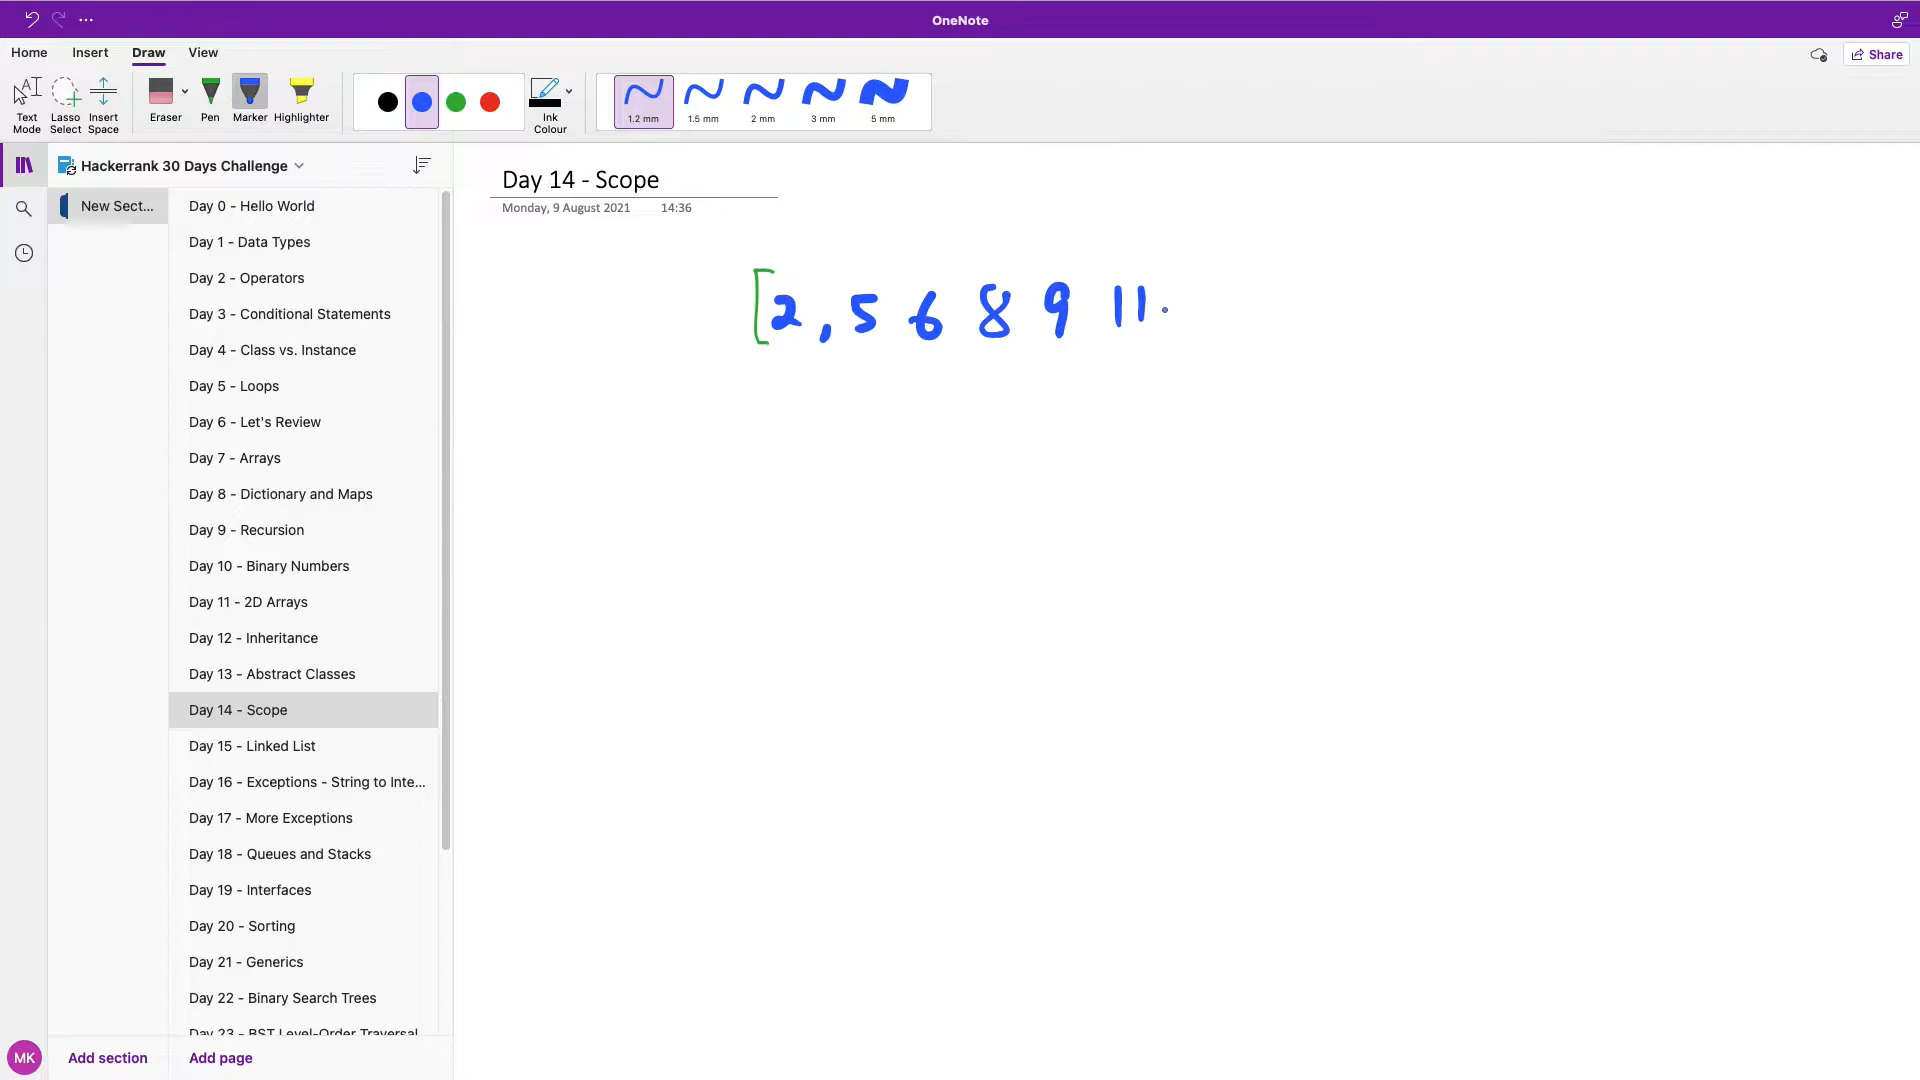 OneNote
Home Insert Draw View
Share
Text Mode
Lasso Select
Insert Space
Eraser
Pen
Marker
Highlighter
Ink Colour
1.2 mm
1.5 mm
2 mm
3 mm
5 mm
Hackerrank 30 Days Challenge
New Sect...
Day 0 - Hello World
Day 1 - Data Types
Day 2 - Operators
Day 3 - Conditional Statements
Day 4 - Class vs. Instance
Day 5 - Loops
Day 6 - Let's Review
Day 7 - Arrays
Day 8 - Dictionary and Maps
Day 9 - Recursion
Day 10 - Binary Numbers
Day 11 - 2D Arrays
Day 12 - Inheritance
Day 13 - Abstract Classes
Day 14 - Scope
Day 15 - Linked List
Day 16 - Exceptions - String to Inte...
Day 17 - More Exceptions
Day 18 - Queues and Stacks
Day 19 - Interfaces
Day 20 - Sorting
Day 21 - Generics
Day 22 - Binary Search Trees
Day 23 - BST Level-Order Traversal
MK
Add section
Add page
Day 14 - Scope
Monday, 9 August 2021 14:36
[2, 5 6 8 9 11